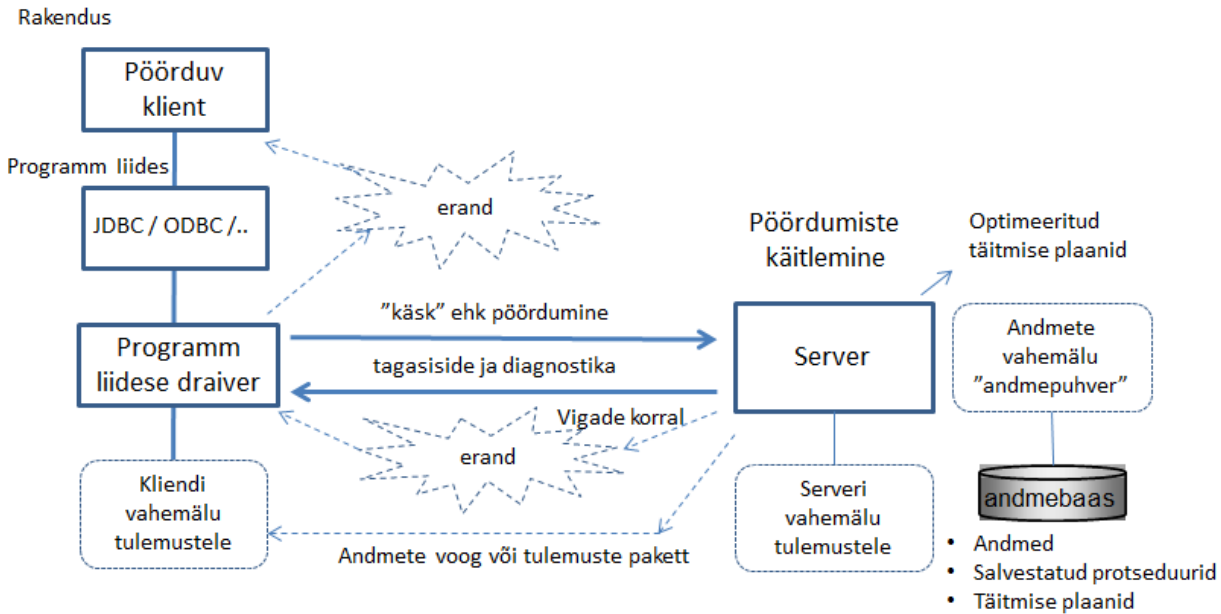 Rakendus
Pöörduv
klient
Programm liides
JDBC / ODBC /..
erand
Pöördumiste
käitlemine
Optimeeritud
täitmise plaanid
”käsk” ehk pöördumine
Programm
liidese draiver
tagasiside ja diagnostika
Server
Andmete
vahemälu
”andmepuhver”
Vigade korral
erand
Kliendi
vahemälu
tulemustele
Serveri
vahemälu
tulemustele
andmebaas
Andmete voog või tulemuste pakett
• Andmed
• Salvestatud protseduurid
• Täitmise plaanid